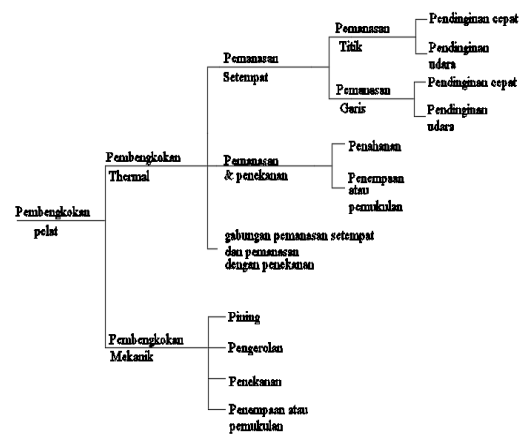 Pemanasan
Titik
Pendinginan cepat
Pendinginan
udara
Pemanasan
Setempat
Pemanasan
Garis
Pendinginan cepat
Pendinginan
udara
Pembengkokan
Thermal
Pemanasan
& penekanan
Penahanan
Penempaan
atau
pemukulan
Pembengkokan
pelat
gabungan pemanasan setempat
dan pemanasan
dengan penekanan
Pembengkokan
Mekanik
Pengerolan
Penekanan
Penempaan atau
pemukulan